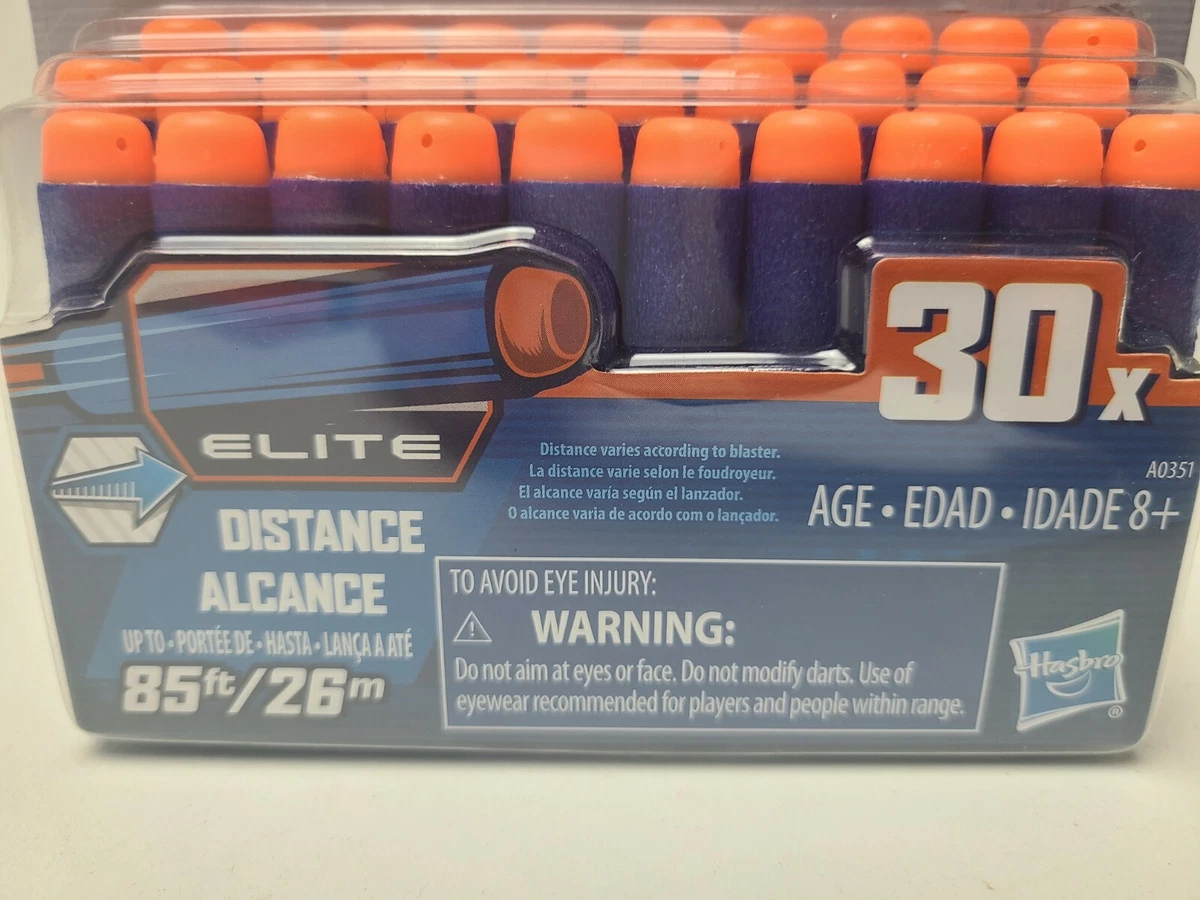 30x
ELITE
Distance varies according to blaster.
La distance varie selon le foudroyeur.
El alcance varía según el lanzador.
O alcance varia de acordo com o lançador.
A0351
AGE • EDAD • IDADE 8+
DISTANCE
ALCANCE
UP TO • PORTÉE DE • HASTA • LANÇA A ATÉ
85ft/26m
TO AVOID EYE INJURY:
WARNING:
Do not aim at eyes or face. Do not modify darts. Use of
eyewear recommended for players and people within range.
Hasbro
®